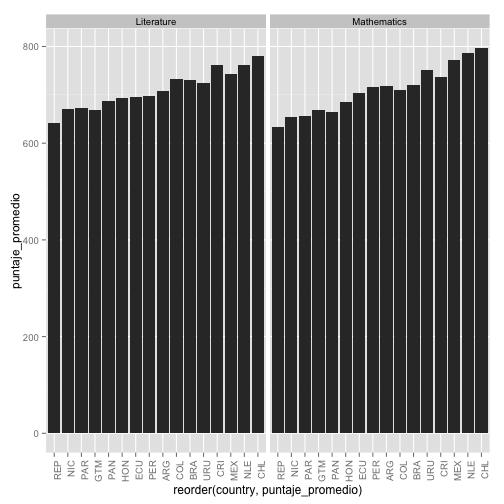 Literature Mathematics
800
600
400
200
0
puntaje_promedio
REP NIC PAR GTM PAN HON ECU PER ARG COL BRA URU CRI MEX NLE CHL REP NIC PAR GTM PAN HON ECU PER ARG COL BRA URU CRI MEX NLE CHL
reorder(country, puntaje_promedio)